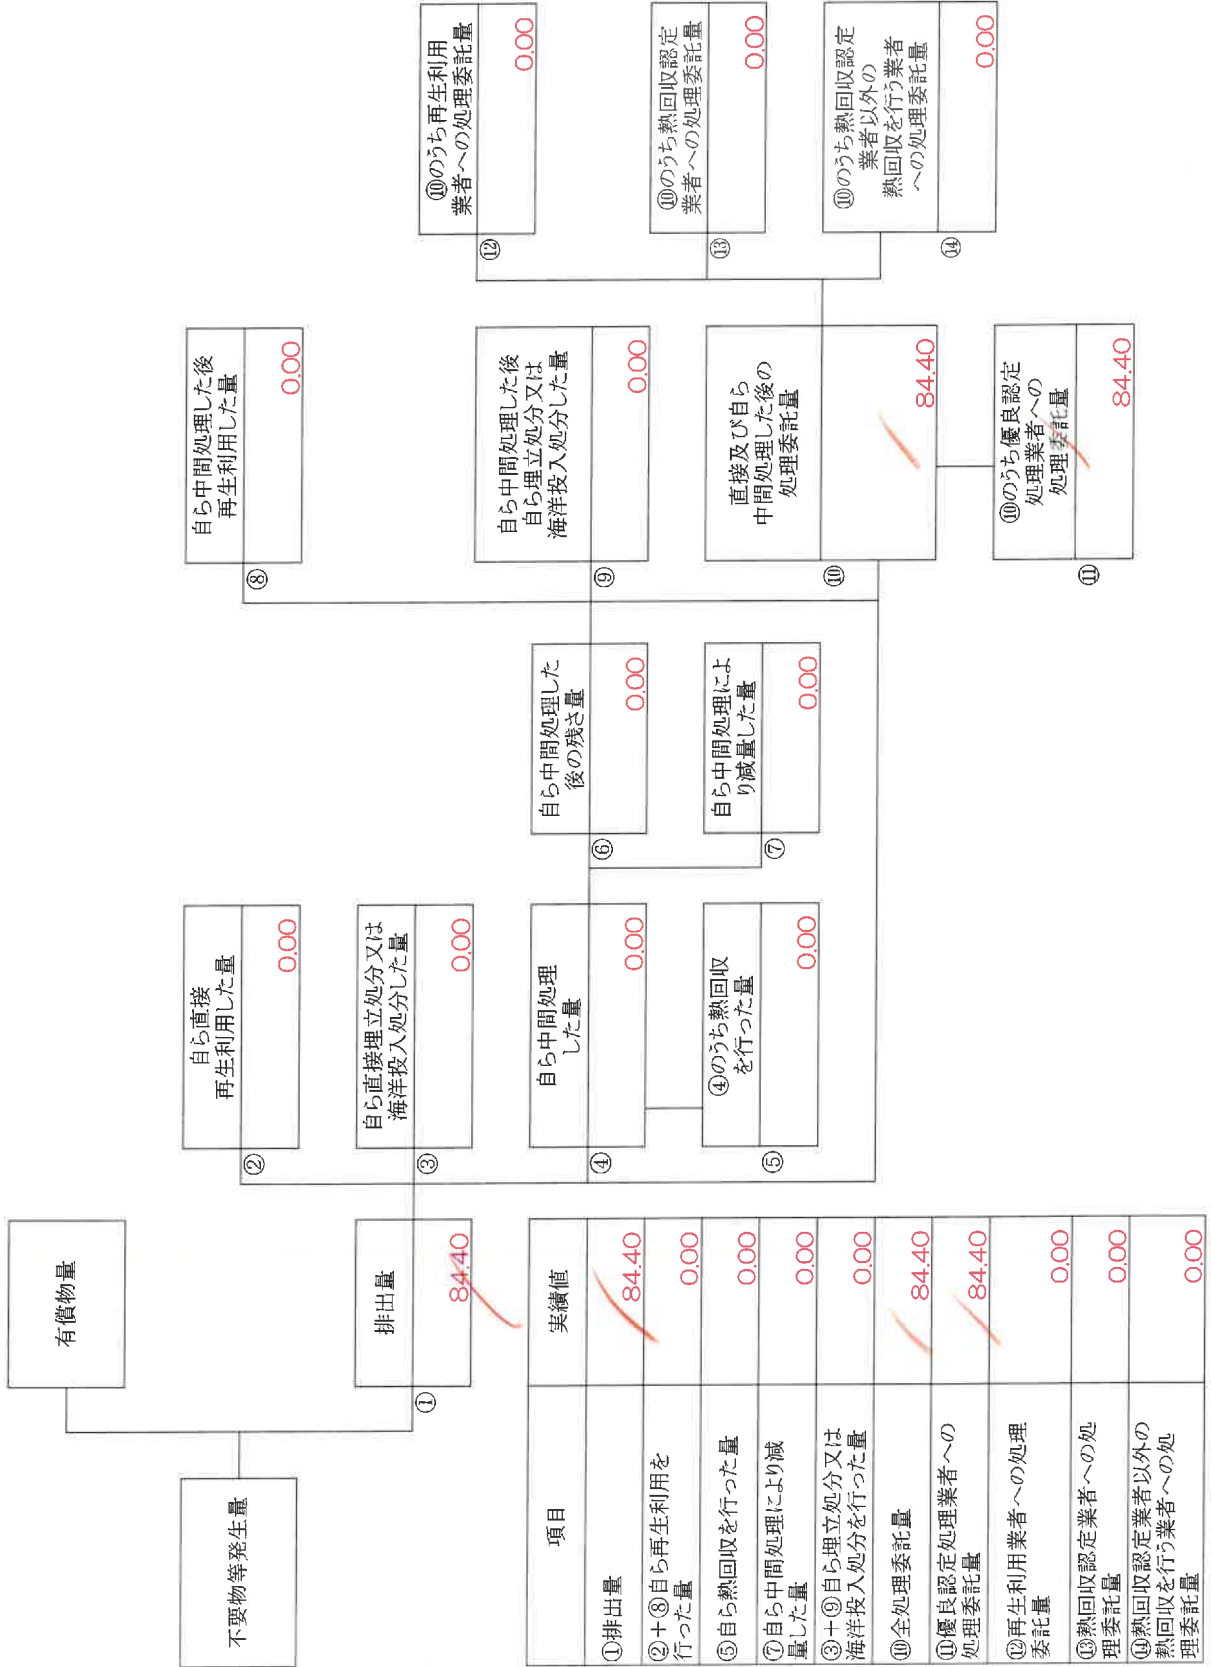 不要物等発生量
有償物量
①
排出量
84.40
②
自ら直接
再生利用した量
0.00
③
自ら直接埋立処分又は
海洋投入処分した量
0.00
④
自ら中間処理
した量
0.00
⑤
④のうち熱回収
を行った量
0.00
⑥
自ら中間処理した
後の残さ量
0.00
⑦
自ら中間処理によ
り減量した量
0.00
⑧
自ら中間処理した後
再生利用した量
0.00
⑨
自ら中間処理した後
自ら埋立処分又は
海洋投入処分した量
0.00
⑩
直接及び自ら
中間処理した後の
処理委託量
84.40
⑪
⑩のうち優良認定
処理業者への
処理委託量
84.40
⑫
⑩のうち再生利用
業者への処理委託量
0.00
⑬
⑩のうち熱回収認定
業者への処理委託量
0.00
⑭
⑩のうち熱回収認定
業者以外の
熱回収を行う業者
への処理委託量
0.00
項目 実績値
①排出量 84.40
②+⑧自ら再生利用を
行った量 0.00
⑤自ら熱回収を行った量 0.00
⑦自ら中間処理により減
量した量 0.00
③+⑨自ら埋立処分又は
海洋投入処分を行った量 0.00
⑩全処理委託量 84.40
⑪優良認定処理業者への
処理委託量 84.40
⑫再生利用業者への処理
委託量 0.00
⑬熱回収認定業者への処
理委託量 0.00
⑭熱回収認定業者以外の
熱回収を行う業者への処
理委託量 0.00